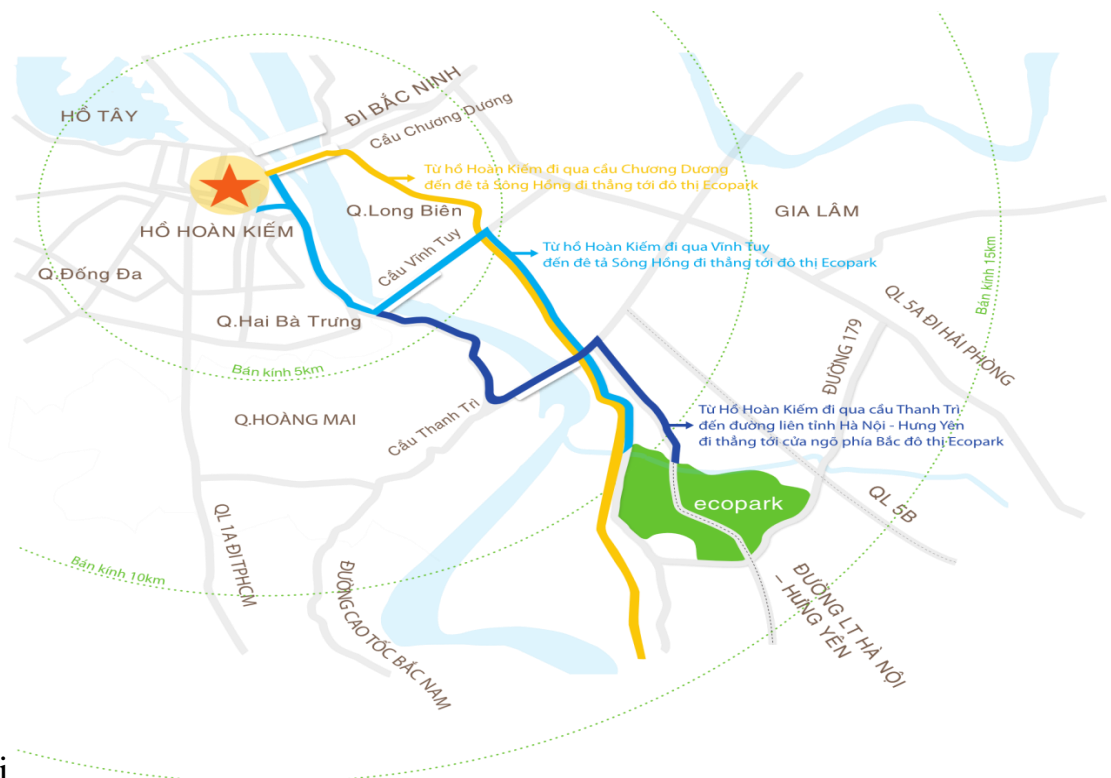 ĐI BẮC NINH
HỒ TÂY
Cầu Chương Dương
Từ hồ Hoàn Kiếm đi qua cầu Chương Dương
đến đê tả Sông Hồng đi thẳng tới đô thị Ecopark
Q.Long Biên
GIA LÂM
HỒ HOÀN KIẾM
Cầu Vĩnh Tuy
Từ hồ Hoàn Kiếm đi qua Vĩnh Tuy
đến đê tả Sông Hồng đi thẳng tới đô thị Ecopark
Q.Đống Đa
Bán kính 15km
QL 5A ĐI HẢI PHÒNG
Q.Hai Bà Trưng
ĐƯỜNG 179
Bán kính 5km
Q.HOÀNG MAI
Cầu Thanh Trì
Từ Hồ Hoàn Kiếm đi qua cầu Thanh Trì
đến đường liên tỉnh Hà Nội - Hưng Yên
đi thẳng tới cửa ngõ phía Bắc đô thị Ecopark
ecopark
QL 5B
QL 1A ĐI TPHCM
Bán kính 10km
ĐƯỜNG CAO TỐC BẮC NAM
ĐƯỜNG LT HÀ NỘI
– HƯNG YÊN
i